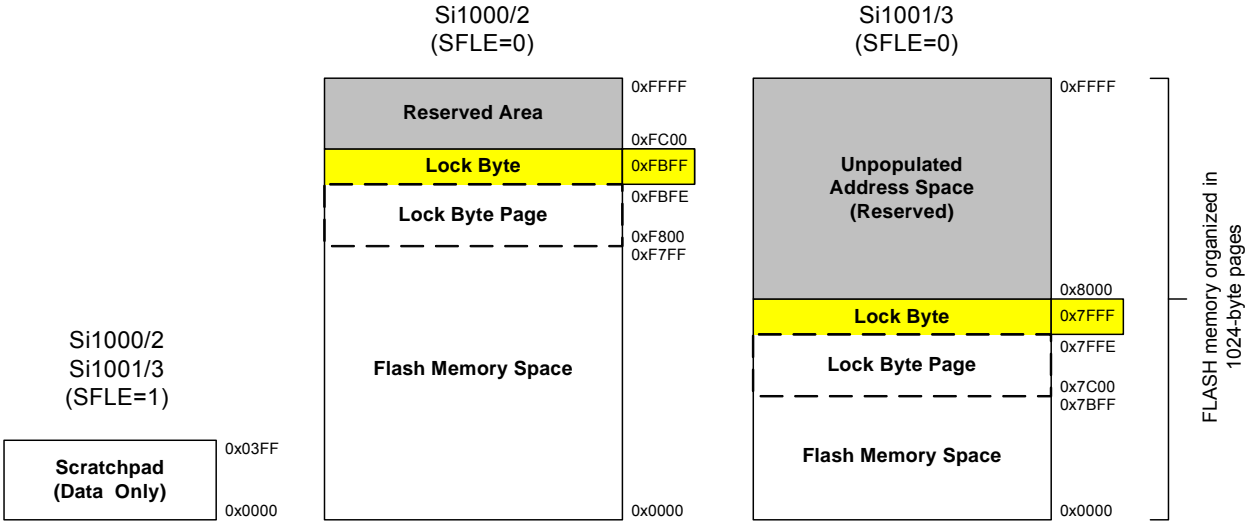 Si1000/2
(SFLE=0)
Si1001/3
(SFLE=0)
Si1000/2
Si1001/3
(SFLE=1)
Scratchpad
(Data Only)
0x03FF
0x0000
Reserved Area
Lock Byte
Lock Byte Page
Flash Memory Space
0xFFFF
0xFC00
0xFBFF
0xFBFE
0xF800
0xF7FF
0x0000
Unpopulated
Address Space
(Reserved)
Lock Byte
Lock Byte Page
Flash Memory Space
0xFFFF
0x8000
0x7FFF
0x7FFE
0x7C00
0x7BFF
0x0000
FLASH memory organized in
1024-byte pages